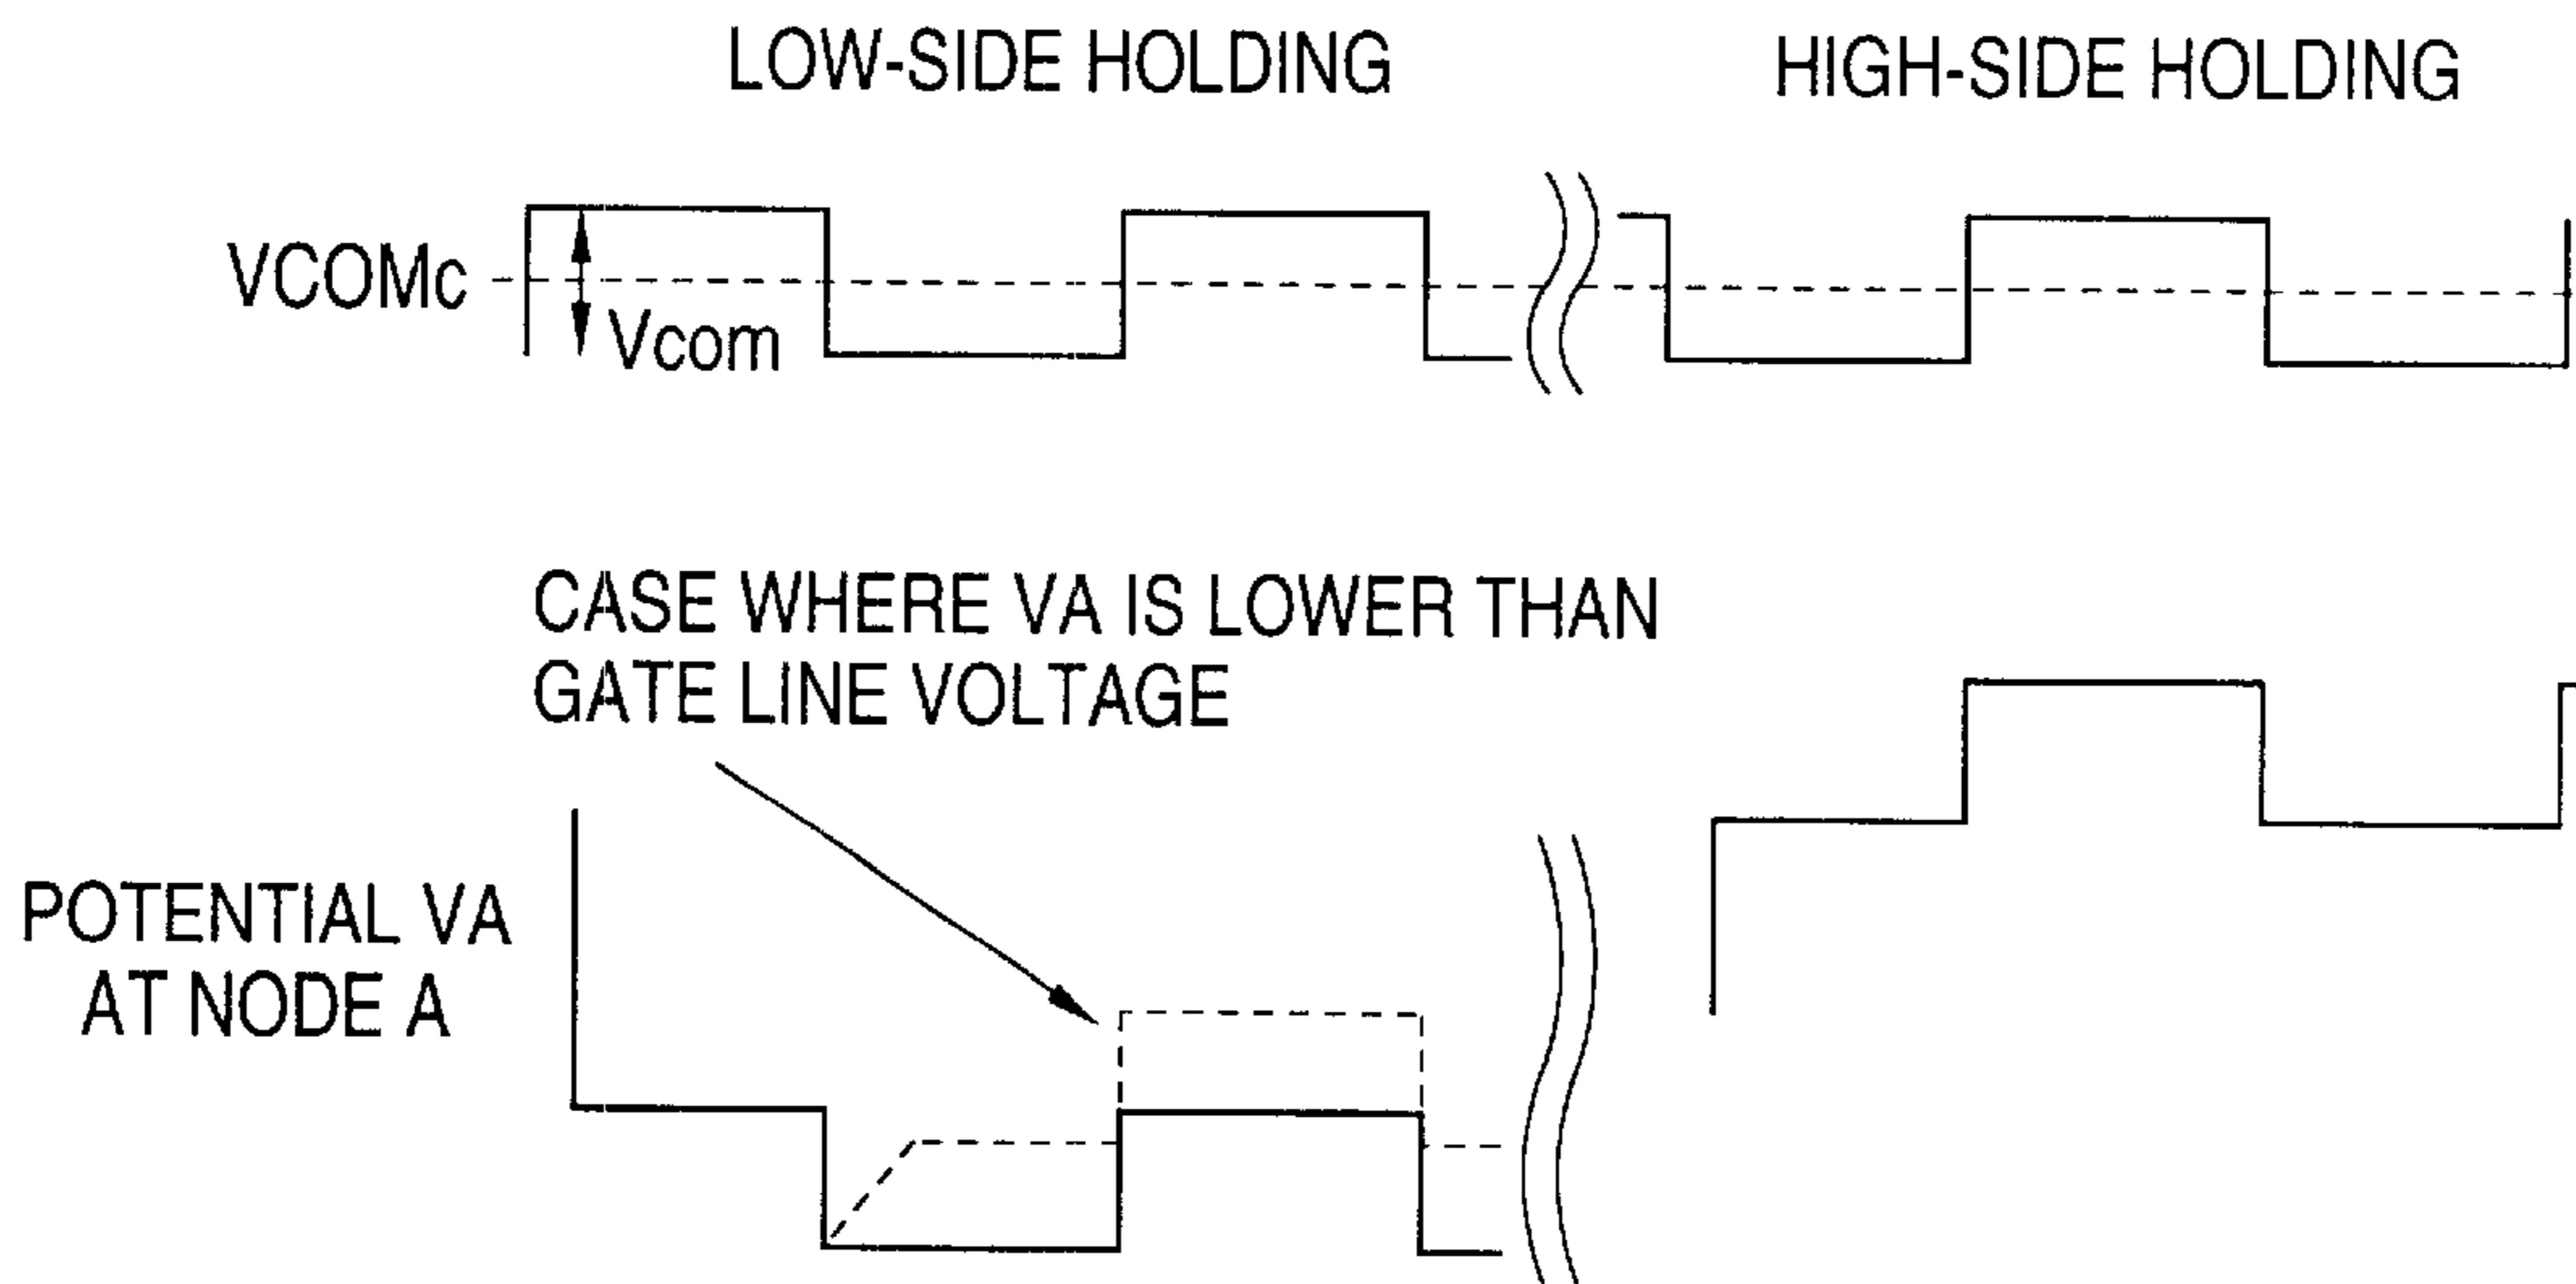 LOW-SIDE HOLDING
HIGH-SIDE HOLDING
VCOMc
Vcom
CASE WHERE VA IS LOWER THAN
GATE LINE VOLTAGE
POTENTIAL VA
AT NODE A